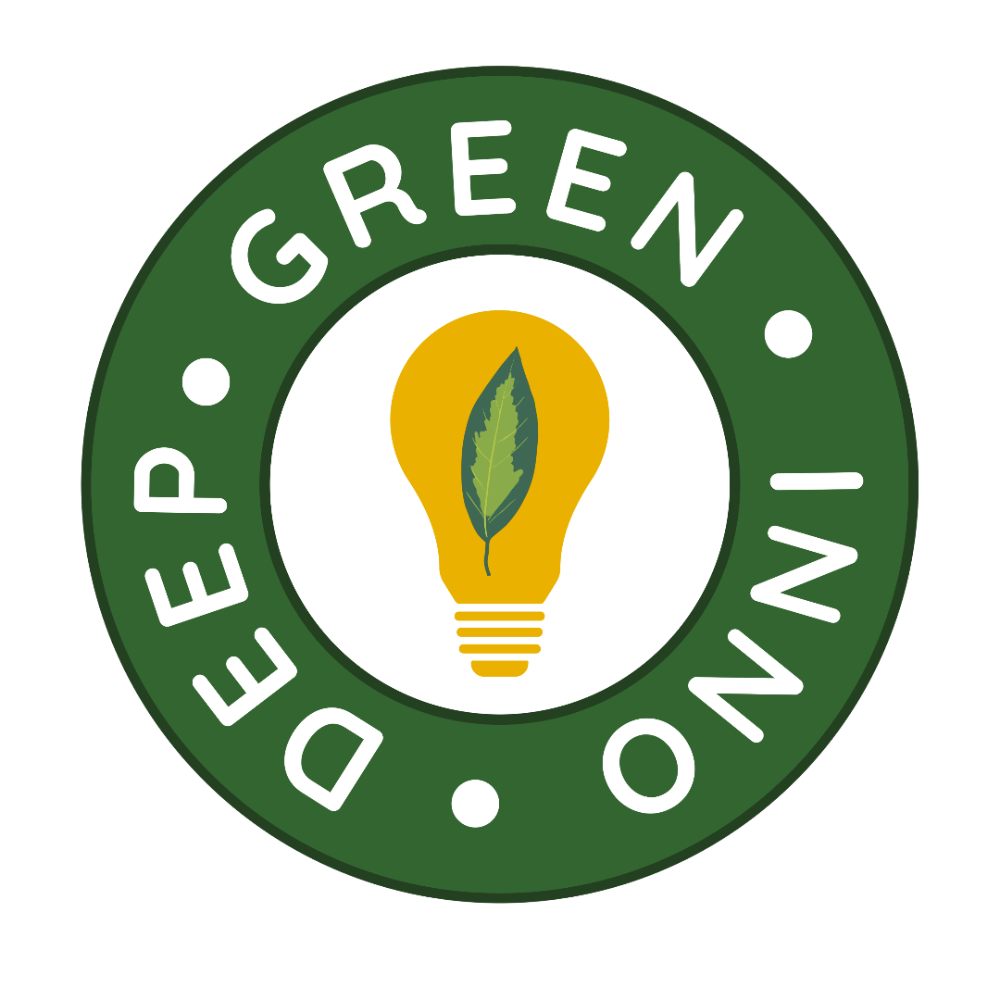 DEEP • GREEN • INNO •